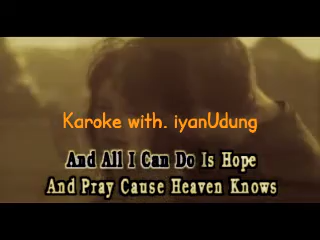 Karoke with. iyanUdung
And All I Can Do Is Hope
And Pray Cause Heaven Knows